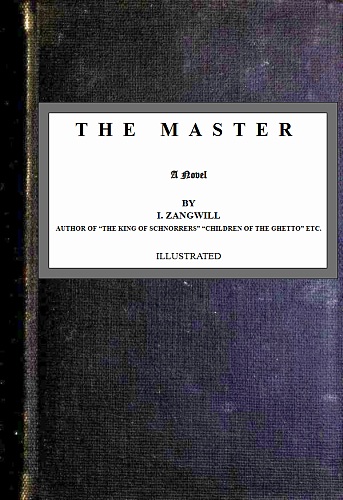 THE MASTER
A Novel
BY
I. ZANGWILL
AUTHOR OF “THE KING OF SCHNORRERS” “CHILDREN OF THE GHETTO” ETC.
ILLUSTRATED